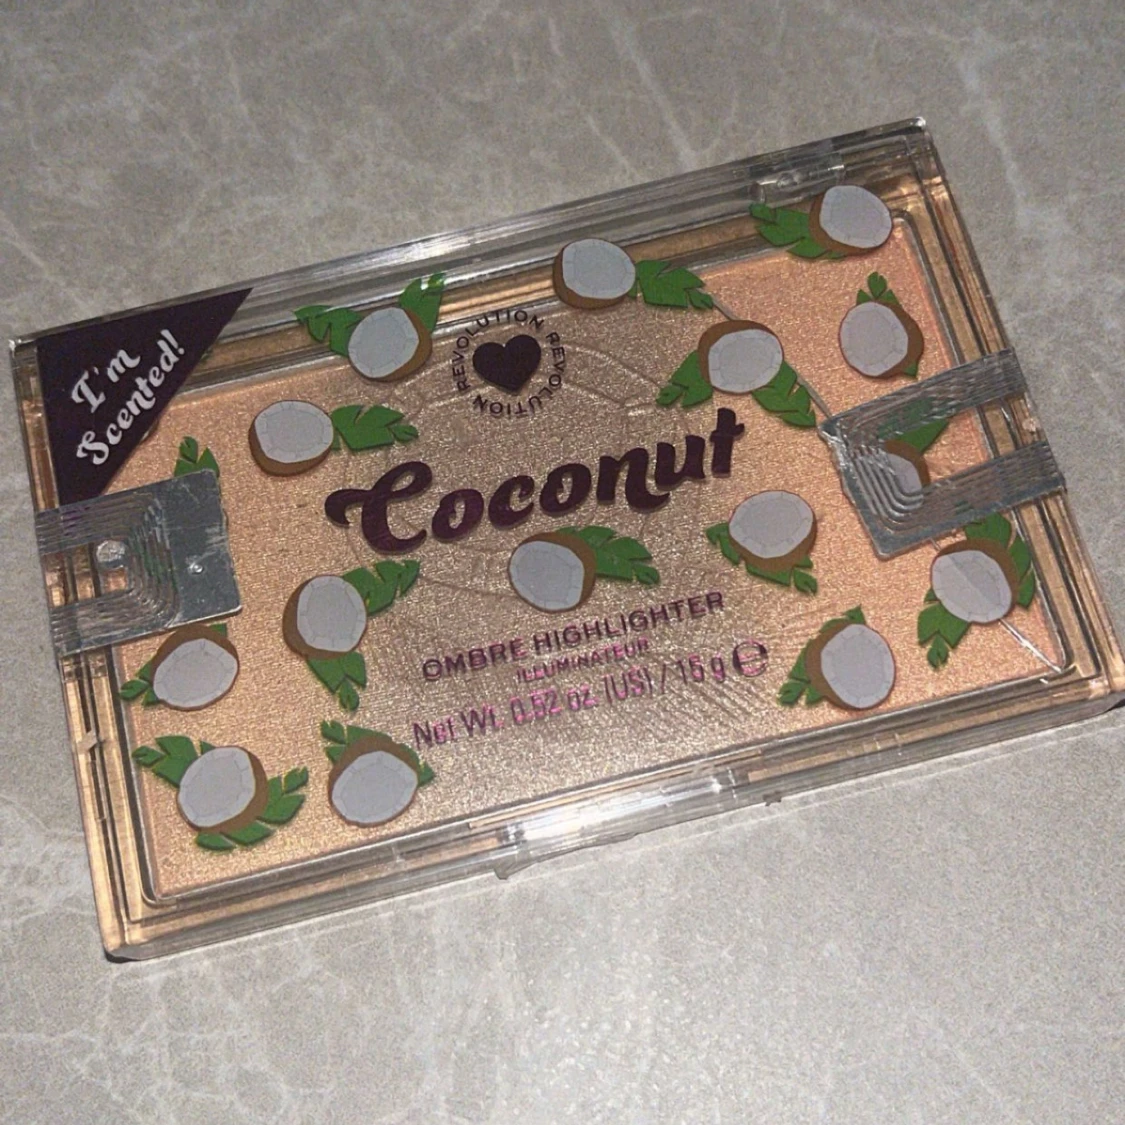 I'm
Scented!
REVOLUTION REVOLUTION
Coconut
OMBRE HIGHLIGHTER
ILLUMINATEUR
Net Wt. 0.52 oz. (US) / 15 g ℮